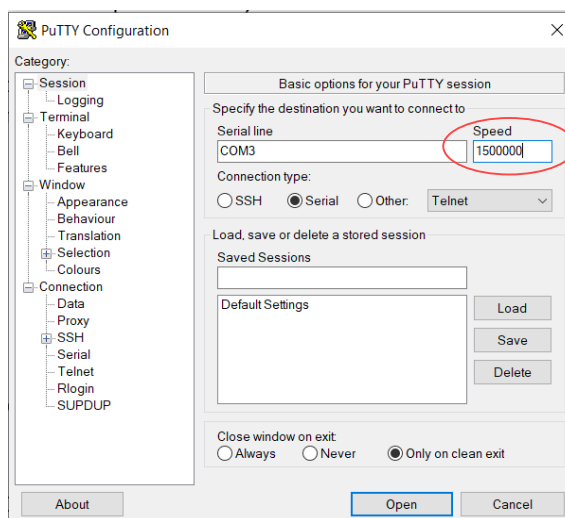 PuTTY Configuration
Category:
Session
Logging
Terminal
Keyboard
Bell
Features
Window
Appearance
Behaviour
Translation
Selection
Colours
Connection
Data
Proxy
SSH
Serial
Telnet
Rlogin
SUPDUP
Basic options for your PuTTY session
Specify the destination you want to connect to
Serial line Speed
COM3 1500000
Connection type:
SSH Serial Other: Telnet
Load, save or delete a stored session
Saved Sessions
Default Settings
Load
Save
Delete
Close window on exit:
Always Never Only on clean exit
About Open Cancel